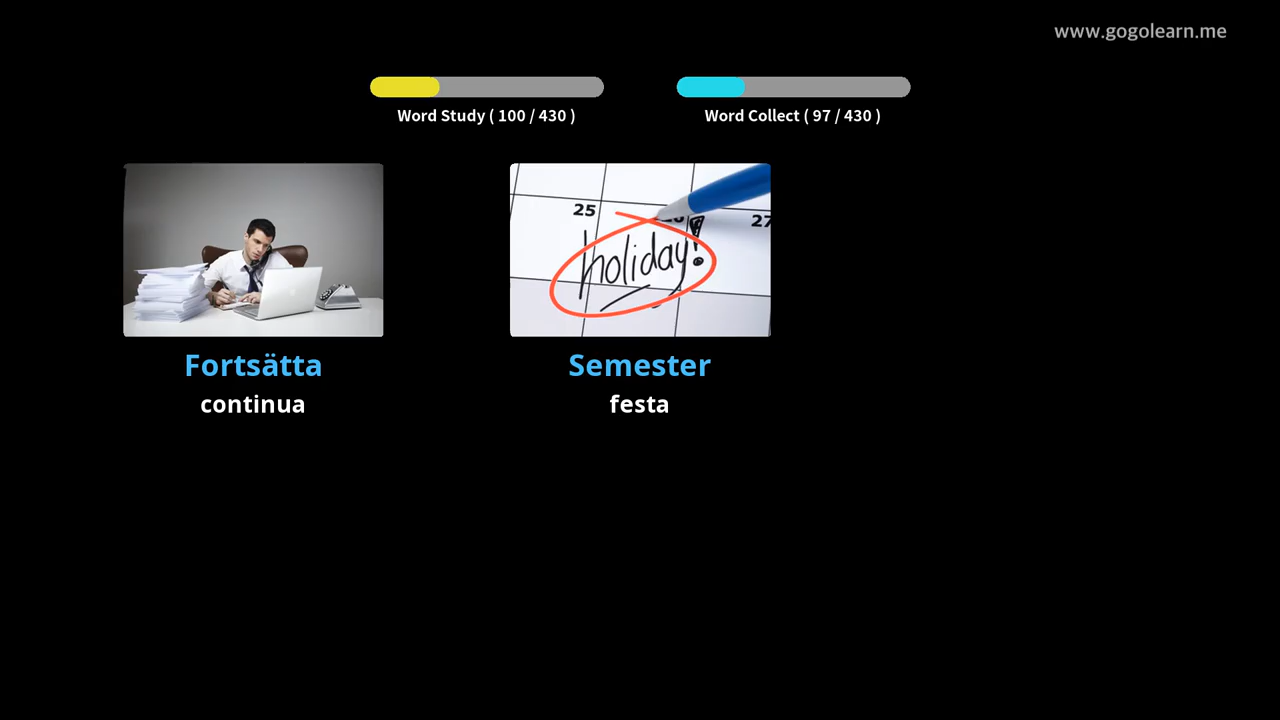 www.gogolearn.me
Word Study ( 100 / 430 )
Word Collect ( 97 / 430 )
25
27
holiday!
Fortsätta
Semester
continua
festa